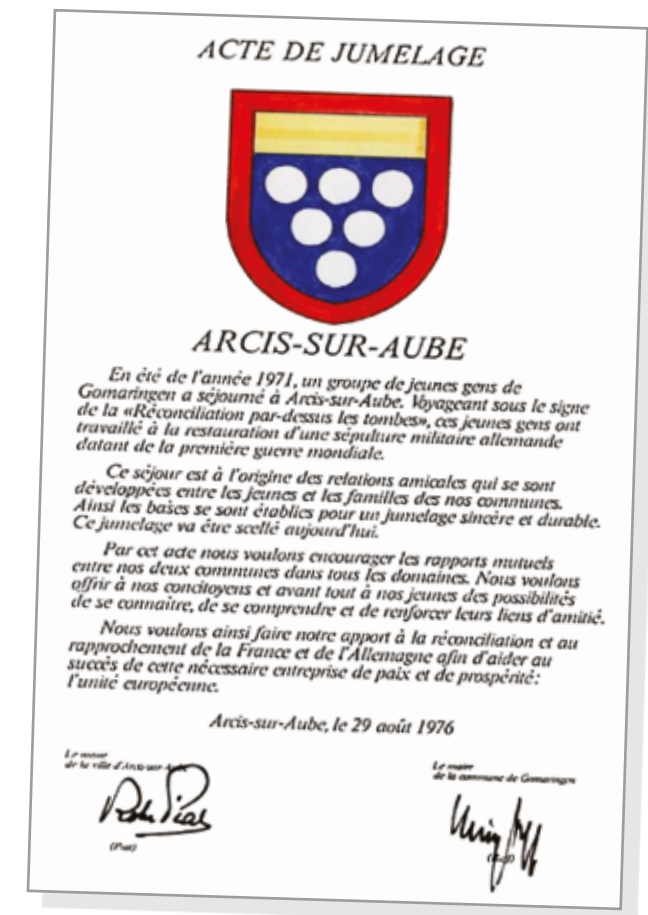 ACTE DE JUMELAGE
ARCIS-SUR-AUBE
En été de l'année 1971, un groupe de jeunes gens de
Gomaringen a séjourné à Arcis-sur-Aube. Voyageant sous le signe
de la «Réconciliation par-dessus les tombes», ces jeunes gens ont
travaillé à la restauration d'une sépulture militaire allemande
datant de la première guerre mondiale.
Ce séjour est à l'origine des relations amicales qui se sont
développées entre les jeunes et les familles des nos communes.
Ainsi les bases se sont établies pour un jumelage sincère et durable.
Ce jumelage va être scellé aujourd'hui.
Par cet acte nous voulons encourager les rapports mutuels
entre nos deux communes dans tous les domaines. Nous voulons
offrir à nos concitoyens et avant tout à nos jeunes des possibilités
de se connaître, de se comprendre et de renforcer leurs liens d'amitié.
Nous voulons ainsi faire notre apport à la réconciliation et au
rapprochement de la France et de l'Allemagne afin d'aider au
succès de cette nécessaire entreprise de paix et de prospérité:
l'unité européenne.
Arcis-sur-Aube, le 29 août 1976
Le maire
de la ville d'Arcis-sur-Aube
Le maire
de la commune de Gomaringen